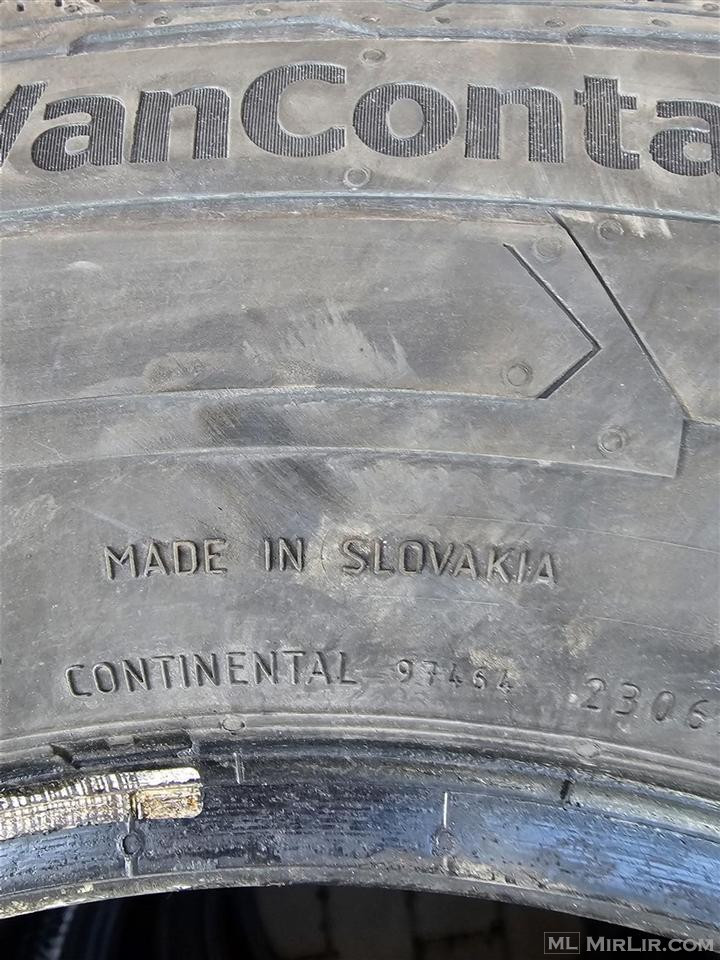 VanConta
MADE IN SLOVAKIA
CONTINENTAL 97464 2306
ML MIRLIR.COM